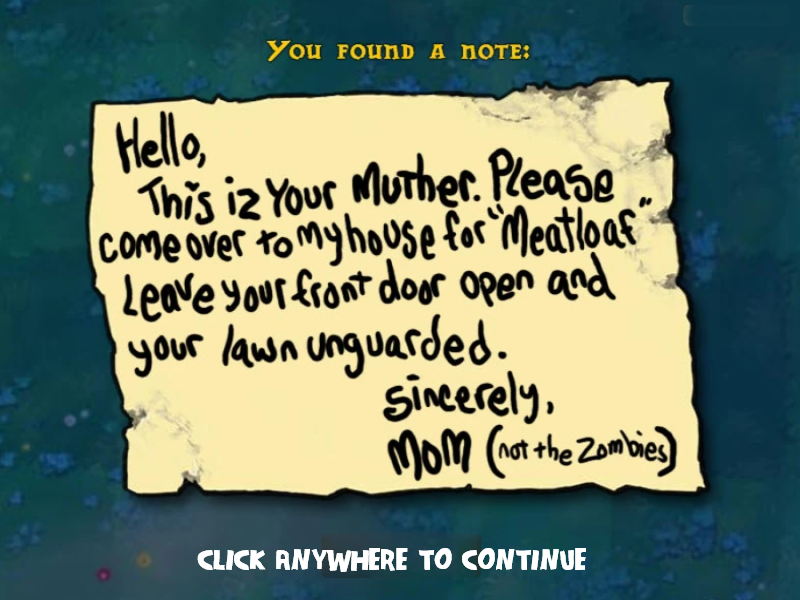 You found a note:
Hello,
This iz Your Muther. Please
come over to my house for "Meatloaf"
Leave your front door open and
your lawn unguarded.
sincerely,
MOM (not the Zombies)
CLICK ANYWHERE TO CONTINUE